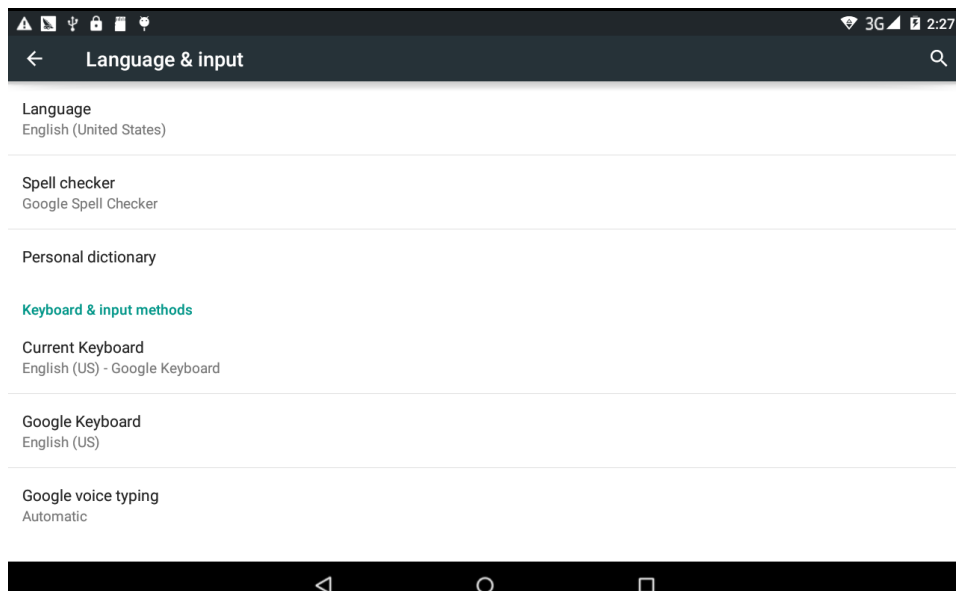 3G 2:27
Language & input
Language
English (United States)
Spell checker
Google Spell Checker
Personal dictionary
Keyboard & input methods
Current Keyboard
English (US) - Google Keyboard
Google Keyboard
English (US)
Google voice typing
Automatic